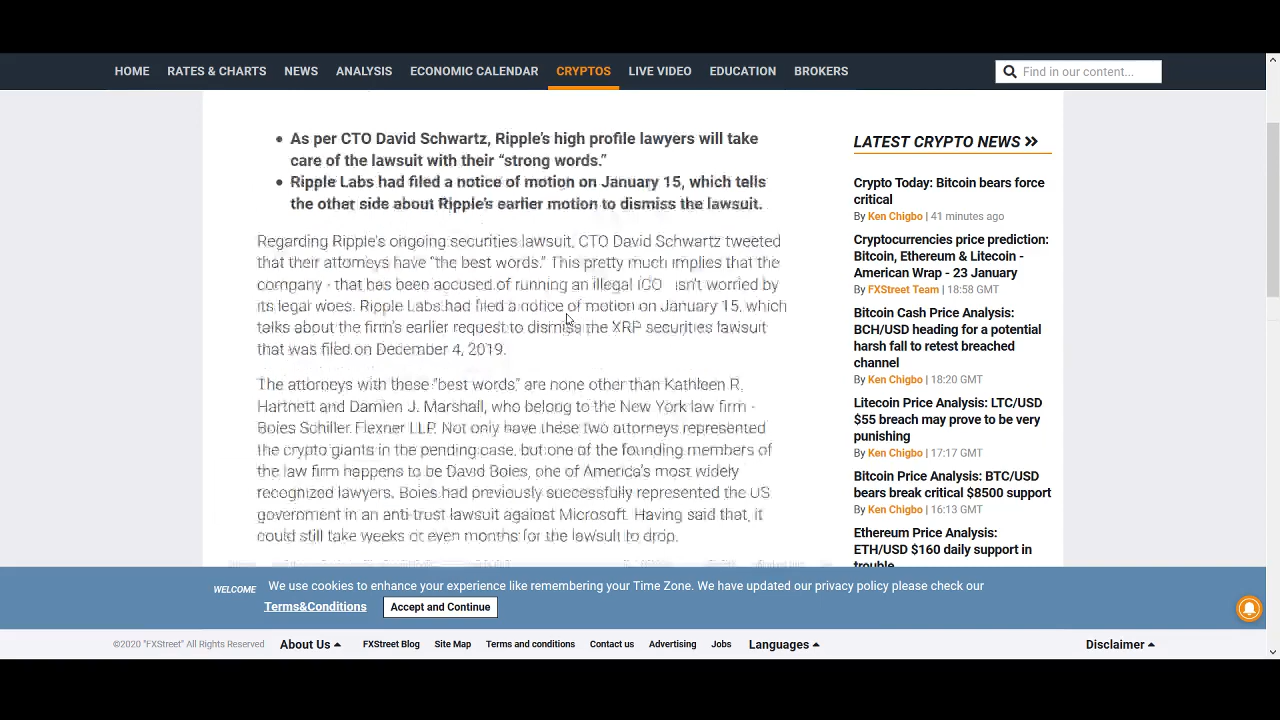 HOME RATES & CHARTS NEWS ANALYSIS ECONOMIC CALENDAR CRYPTOS LIVE VIDEO EDUCATION BROKERS Find in our content...
As per CTO David Schwartz, Ripple's high profile lawyers will take
care of the lawsuit with their “strong words.”
Ripple Labs had filed a notice of motion on January 15, which tells
the other side about Ripple's earlier motion to dismiss the lawsuit.
Regarding Ripple's ongoing securities lawsuit, CTO David Schwartz tweeted
that their attorneys have “the best words.” This pretty much implies that the
company - that has been accused of running an illegal ICO isn't worried by
its legal woes. Ripple Labs had filed a notice of motion on January 15, which
talks about the firm's earlier request to dismiss the XRP securities lawsuit
that was filed on December 4, 2019.
The attorneys with these “best words,” are none other than Kathleen R.
Hartnett and Damien J. Marshall, who belong to the New York law firm -
Boies Schiller Flexner LLP. Not only have these two attorneys represented
the crypto giants in the pending case, but one of the founding members of
the law firm happens to be David Boies, one of America's most widely
recognized lawyers. Boies had previously successfully represented the US
government in an anti-trust lawsuit against Microsoft. Having said that, it
could still take weeks or even months for the lawsuit to drop.
LATEST CRYPTO NEWS
Crypto Today: Bitcoin bears force
critical
By Ken Chigbo | 41 minutes ago
Cryptocurrencies price prediction:
Bitcoin, Ethereum & Litecoin -
American Wrap - 23 January
By FXStreet Team | 18:58 GMT
Bitcoin Cash Price Analysis:
BCH/USD heading for a potential
harsh fall to retest breached
channel
By Ken Chigbo | 18:20 GMT
Litecoin Price Analysis: LTC/USD
$55 breach may prove to be very
punishing
By Ken Chigbo | 17:17 GMT
Bitcoin Price Analysis: BTC/USD
bears break critical $8500 support
By Ken Chigbo | 16:13 GMT
Ethereum Price Analysis:
ETH/USD $160 daily support in
trouble
WELCOME We use cookies to enhance your experience like remembering your Time Zone. We have updated our privacy policy please check our
Terms&Conditions Accept and Continue
©2020 "FXStreet" All Rights Reserved About Us FXStreet Blog Site Map Terms and conditions Contact us Advertising Jobs Languages Disclaimer